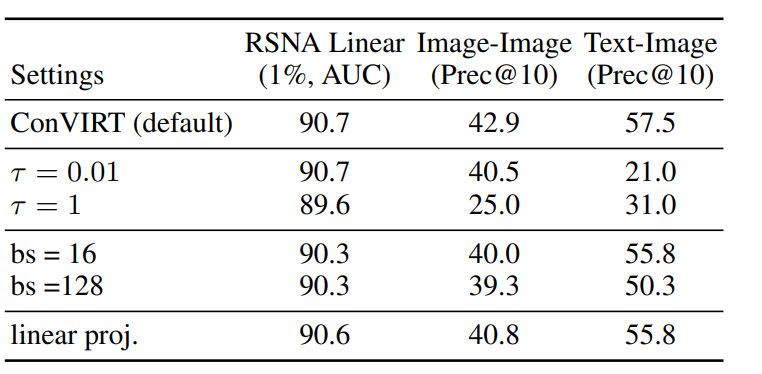 RSNA Linear Image-Image Text-Image
Settings (1%, AUC) (Prec@10) (Prec@10)
ConVIRT (default) 90.7 42.9 57.5
τ = 0.01 90.7 40.5 21.0
τ = 1 89.6 25.0 31.0
bs = 16 90.3 40.0 55.8
bs =128 90.3 39.3 50.3
linear proj. 90.6 40.8 55.8